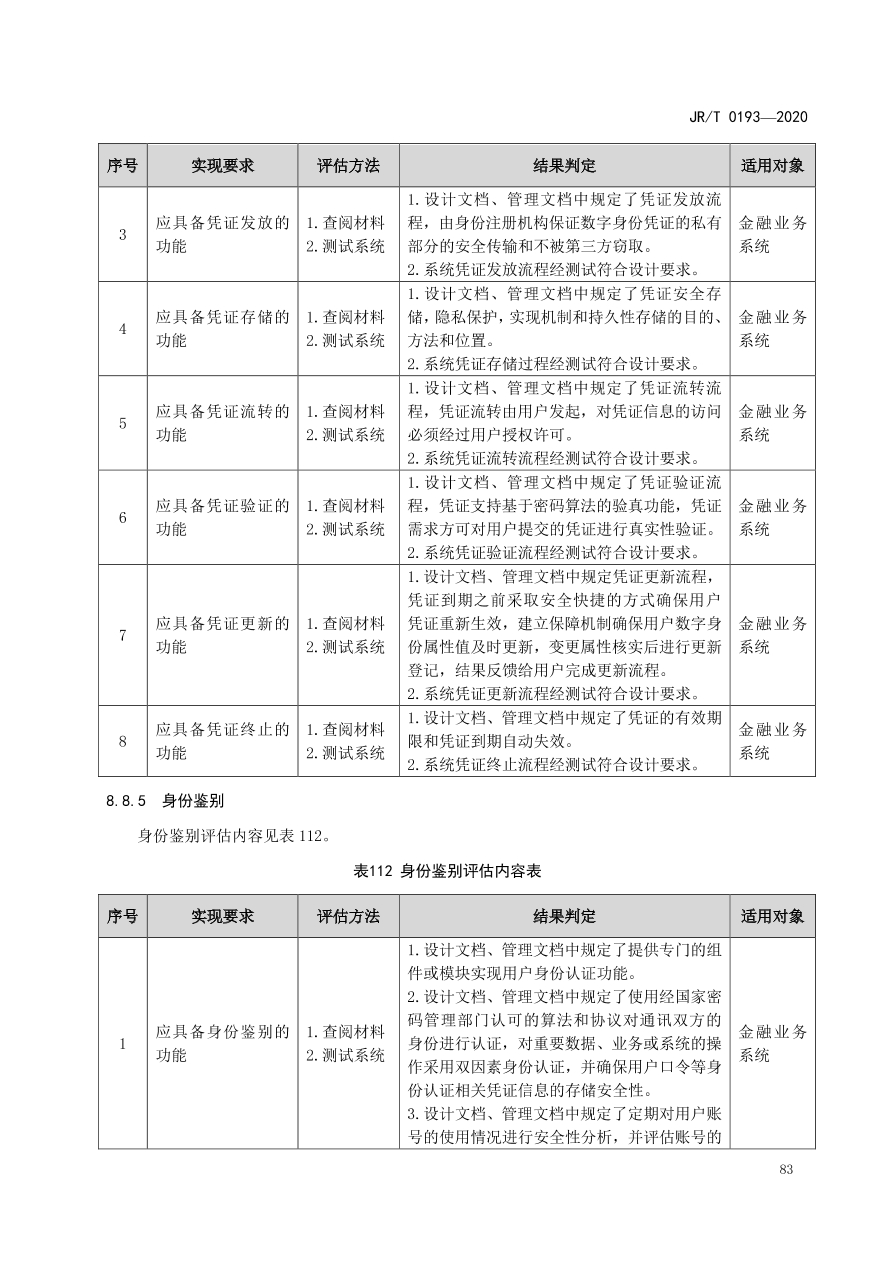 JR/T 0193—2020
序号 实现要求 评估方法 结果判定 适用对象
3
应具备凭证发放的
功能
1.查阅材料
2.测试系统
1.设计文档、管理文档中规定了凭证发放流
程，由身份注册机构保证数字身份凭证的私有
部分的安全传输和不被第三方窃取。
2.系统凭证发放流程经测试符合设计要求。
金融业务
系统
4
应具备凭证存储的
功能
1.查阅材料
2.测试系统
1.设计文档、管理文档中规定了凭证安全存
储，隐私保护，实现机制和持久性存储的目的、
方法和位置。
2.系统凭证存储过程经测试符合设计要求。
金融业务
系统
5
应具备凭证流转的
功能
1.查阅材料
2.测试系统
1.设计文档、管理文档中规定了凭证流转流
程，凭证流转由用户发起，对凭证信息的访问
必须经过用户授权许可。
2.系统凭证流转流程经测试符合设计要求。
金融业务
系统
6
应具备凭证验证的
功能
1.查阅材料
2.测试系统
1.设计文档、管理文档中规定了凭证验证流
程，凭证支持基于密码算法的验真功能，凭证
需求方可对用户提交的凭证进行真实性验证。
2.系统凭证验证流程经测试符合设计要求。
金融业务
系统
7
应具备凭证更新的
功能
1.查阅材料
2.测试系统
1.设计文档、管理文档中规定凭证更新流程，
凭证到期之前采取安全快捷的方式确保用户
凭证重新生效，建立保障机制确保用户数字身
份属性值及时更新，变更属性核实后进行更新
登记，结果反馈给用户完成更新流程。
2.系统凭证更新流程经测试符合设计要求。
金融业务
系统
8
应具备凭证终止的
功能
1.查阅材料
2.测试系统
1.设计文档、管理文档中规定了凭证的有效期
限和凭证到期自动失效。
2.系统凭证终止流程经测试符合设计要求。
金融业务
系统
8.8.5 身份鉴别
身份鉴别评估内容见表 112。
表112 身份鉴别评估内容表
序号 实现要求 评估方法 结果判定 适用对象
1
应具备身份鉴别的
功能
1.查阅材料
2.测试系统
1.设计文档、管理文档中规定了提供专门的组
件或模块实现用户身份认证功能。
2.设计文档、管理文档中规定了使用经国家密
码管理部门认可的算法和协议对通讯双方的
身份进行认证，对重要数据、业务或系统的操
作采用双因素身份认证，并确保用户口令等身
份认证相关凭证信息的存储安全性。
3.设计文档、管理文档中规定了定期对用户账
号的使用情况进行安全性分析，并评估账号的
金融业务
系统
83